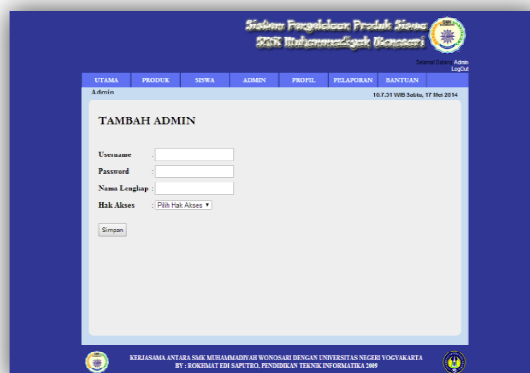 Sistem Pengelolaan Produk Siswa
SMK Muhammadiyah Wonosari
Selamat Datang, Admin
LogOut
UTAMA PRODUK SISWA ADMIN PROFIL PELAPORAN BANTUAN
Admin
10.7.31 WIB Sabtu, 17 Mei 2014
TAMBAH ADMIN
Username :
Password :
Nama Lengkap :
Hak Akses : Pilih Hak Akses
Simpan
KERJASAMA ANTARA SMK MUHAMMADIYAH WONOSARI DENGAN UNIVERSITAS NEGERI YOGYAKARTA
BY : ROKHMAT EDI SAPUTRO, PENDIDIKAN TEKNIK INFORMATIKA 2009